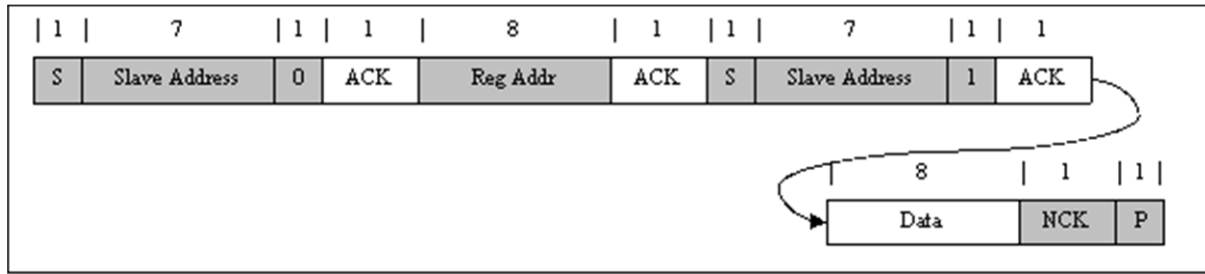 | 1 | 7 | 1 | 1 | 8 | 1 | 1 | 7 | 1 | 1
S Slave Address 0 ACK Reg Addr ACK S Slave Address 1 ACK
| 8 | 1 | 1 |
Data NCK P